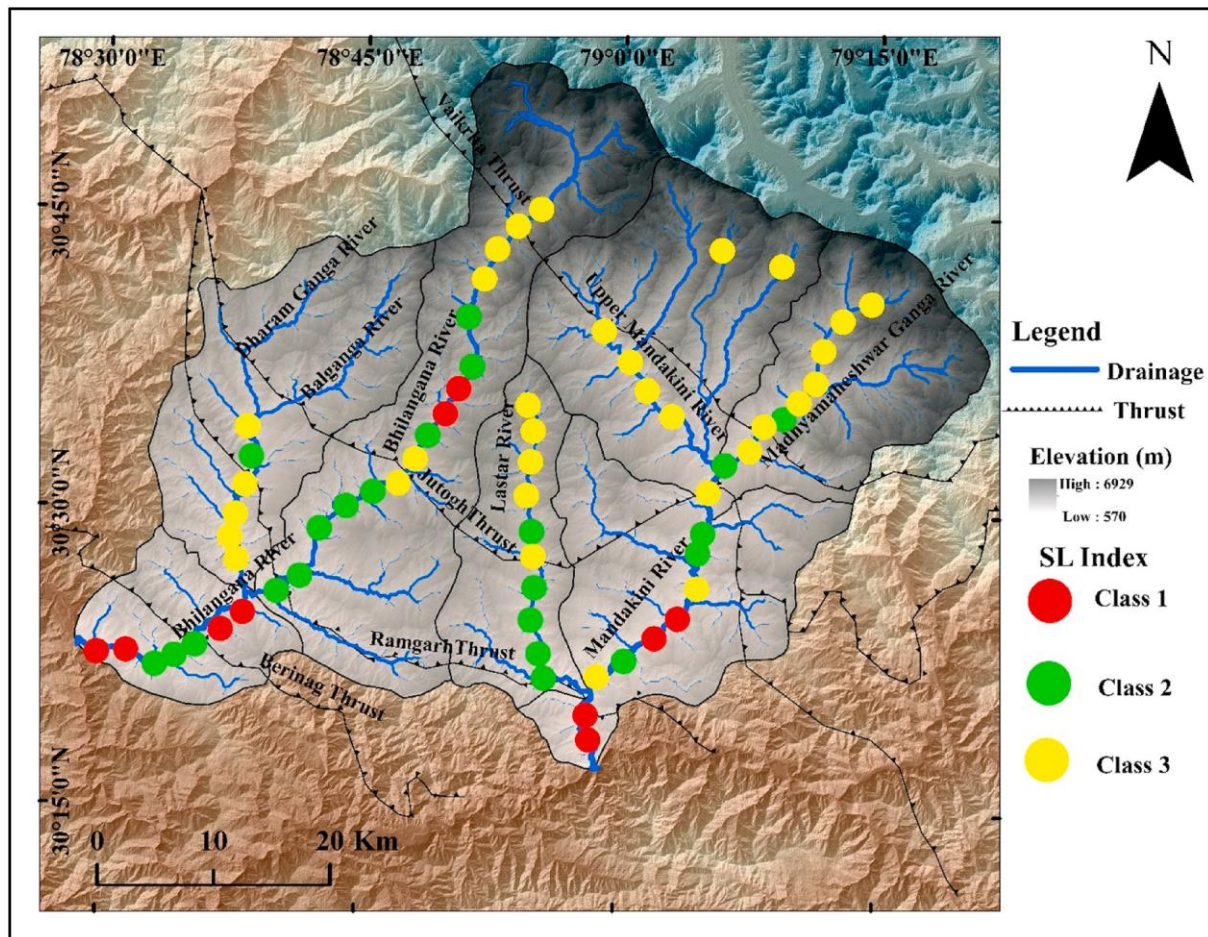 78°30'0"E
78°45'0"E
79°0'0"E
79°15'0"E
N
30°45'0"N
30°30'0"N
30°15'0"N
Vaikrita Thrust
Dharam Ganga River
Balganga River
Bhilangana River
Upper Mandakini River
Madhyamaheshwar Ganga River
Lastar River
Jutogh Thrust
Bhilangana River
Mandakini River
Ramgarh Thrust
Berinag Thrust
0 10 20 Km
Legend
Drainage
Thrust
Elevation (m)
High : 6929
Low : 570
SL Index
Class 1
Class 2
Class 3